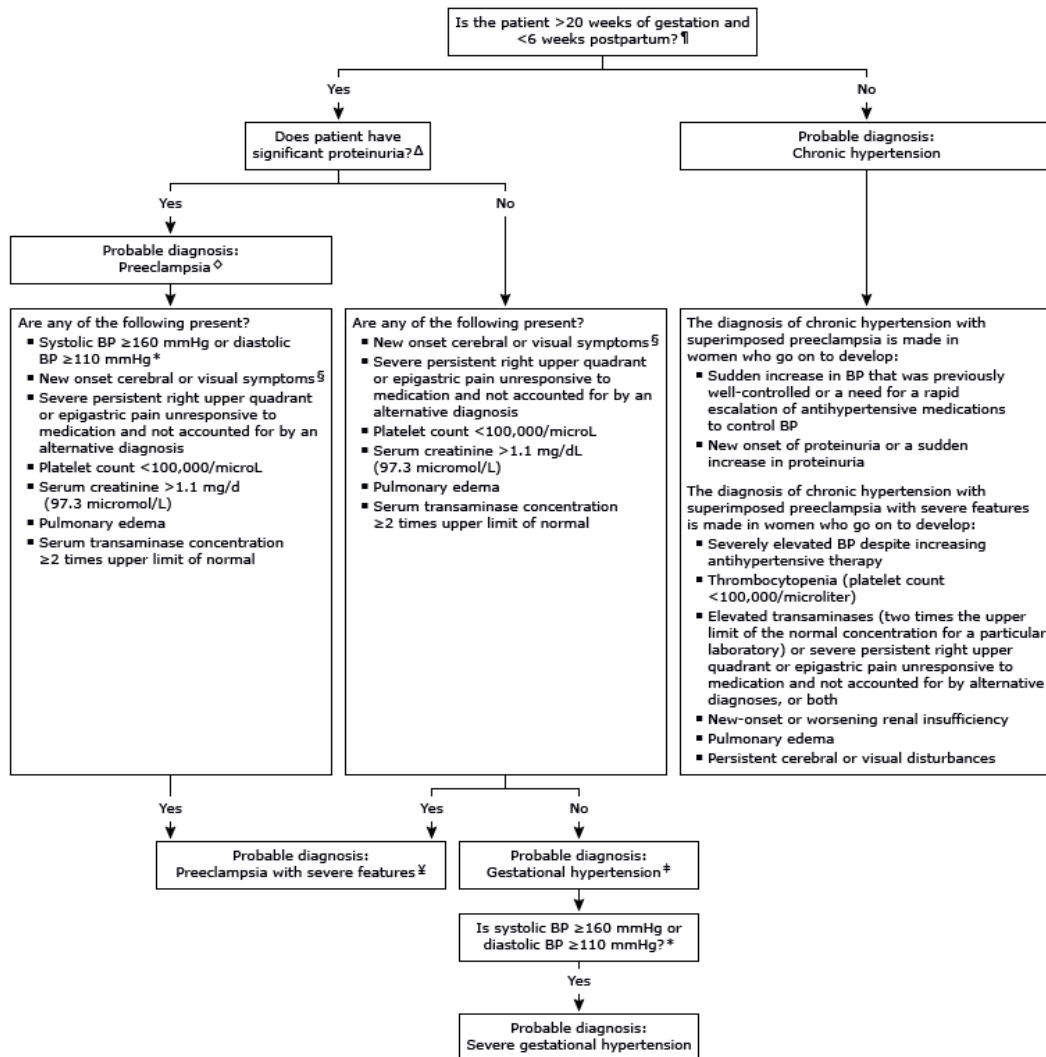 Is the patient >20 weeks of gestation and
<6 weeks postpartum?¶
Yes
No
Does patient have
significant proteinuria?Δ
Probable diagnosis:
Chronic hypertension
Yes
No
Probable diagnosis:
Preeclampsia◇
Are any of the following present?
▪ Systolic BP ≥160 mmHg or diastolic
BP ≥110 mmHg*
▪ New onset cerebral or visual symptoms§
▪ Severe persistent right upper quadrant
or epigastric pain unresponsive to
medication and not accounted for by an
alternative diagnosis
▪ Platelet count <100,000/microL
▪ Serum creatinine >1.1 mg/d
(97.3 micromol/L)
▪ Pulmonary edema
▪ Serum transaminase concentration
≥2 times upper limit of normal
Are any of the following present?
▪ New onset cerebral or visual symptoms§
▪ Severe persistent right upper quadrant
or epigastric pain unresponsive to
medication and not accounted for by an
alternative diagnosis
▪ Platelet count <100,000/microL
▪ Serum creatinine >1.1 mg/dL
(97.3 micromol/L)
▪ Pulmonary edema
▪ Serum transaminase concentration
≥2 times upper limit of normal
The diagnosis of chronic hypertension with
superimposed preeclampsia is made in
women who go on to develop:
▪ Sudden increase in BP that was previously
well-controlled or a need for a rapid
escalation of antihypertensive medications
to control BP
▪ New onset of proteinuria or a sudden
increase in proteinuria
The diagnosis of chronic hypertension with
superimposed preeclampsia with severe features
is made in women who go on to develop:
▪ Severely elevated BP despite increasing
antihypertensive therapy
▪ Thrombocytopenia (platelet count
<100,000/microliter)
▪ Elevated transaminases (two times the upper
limit of the normal concentration for a particular
laboratory) or severe persistent right upper
quadrant or epigastric pain unresponsive to
medication and not accounted for by alternative
diagnoses, or both
▪ New-onset or worsening renal insufficiency
▪ Pulmonary edema
▪ Persistent cerebral or visual disturbances
Yes
Yes
No
Probable diagnosis:
Preeclampsia with severe features¥
Probable diagnosis:
Gestational hypertension‡
Is systolic BP ≥160 mmHg or
diastolic BP ≥110 mmHg?*
Yes
Probable diagnosis:
Severe gestational hypertension